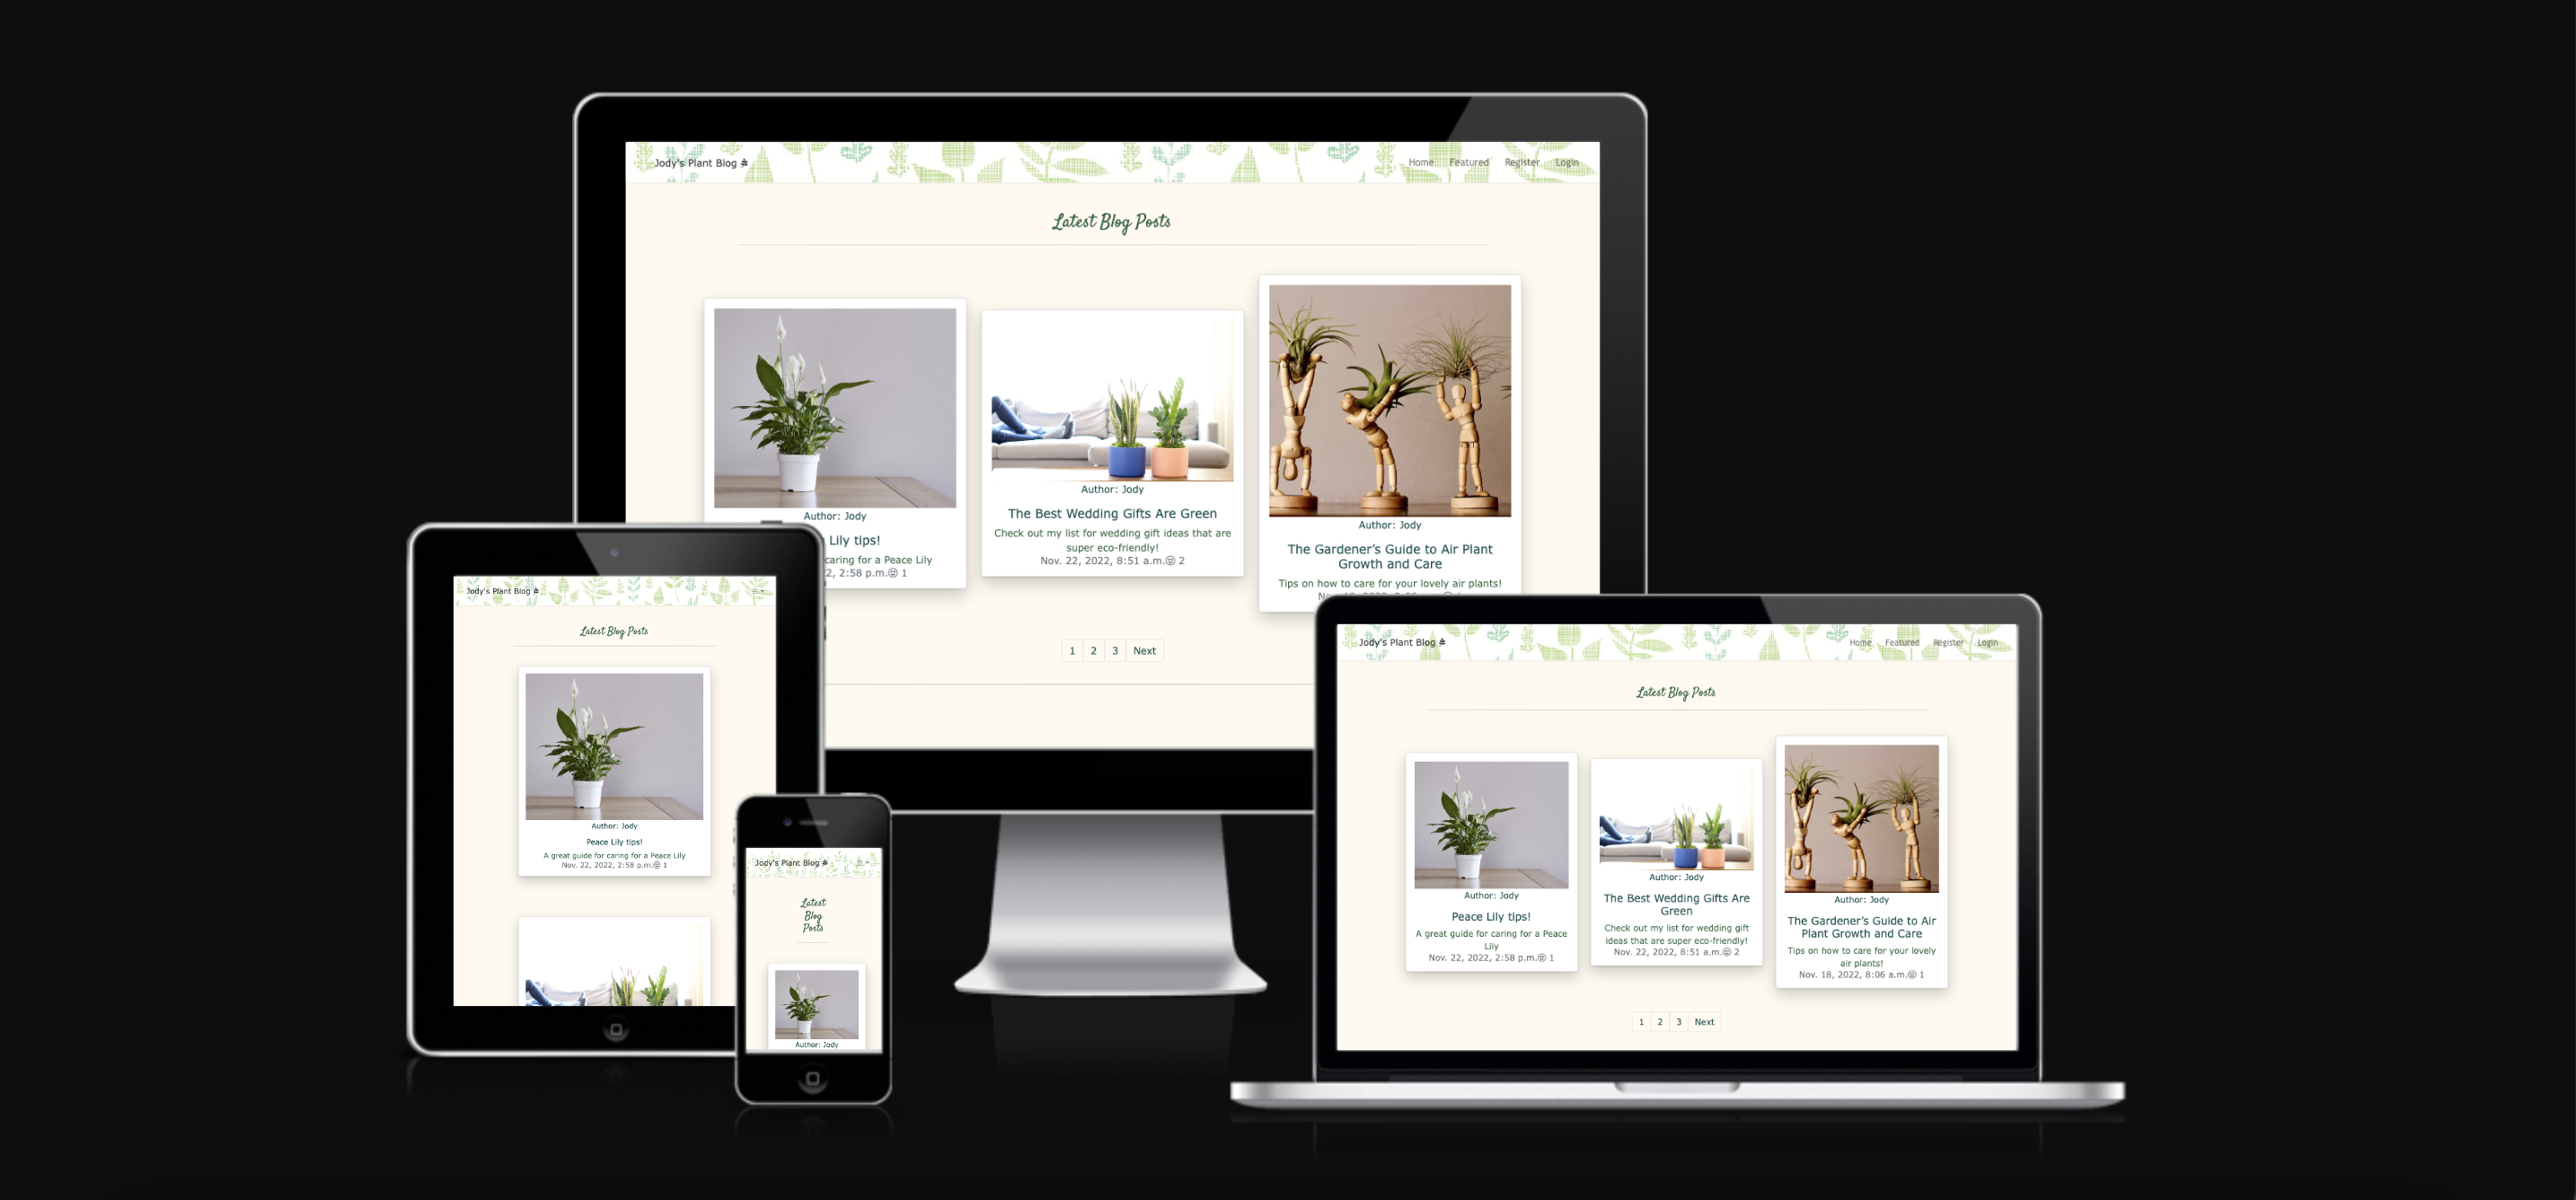 Jody's Plant Blog
Home Featured Register Login
Latest Blog Posts
Author: Jody
Lily tips!
caring for a Peace Lily
2, 2:58 p.m. 1
Author: Jody
The Best Wedding Gifts Are Green
Check out my list for wedding gift ideas that are
super eco-friendly!
Nov. 22, 2022, 8:51 a.m. 2
Author: Jody
The Gardener’s Guide to Air Plant
Growth and Care
Tips on how to care for your lovely air plants!
1 2 3 Next
Jody's Plant Blog
Latest Blog Posts
Author: Jody
Peace Lily tips!
A great guide for caring for a Peace Lily
Nov. 22, 2022, 2:58 p.m. 1
Jody's Plant Blog
Latest
Blog
Posts
Author: Jody
Jody's Plant Blog
Home Featured Register Login
Latest Blog Posts
Author: Jody
Peace Lily tips!
A great guide for caring for a Peace
Lily
Nov. 22, 2022, 2:58 p.m. 1
Author: Jody
The Best Wedding Gifts Are
Green
Check out my list for wedding gift
ideas that are super eco-friendly!
Nov. 22, 2022, 8:51 a.m. 2
Author: Jody
The Gardener’s Guide to Air
Plant Growth and Care
Tips on how to care for your lovely
air plants!
Nov. 18, 2022, 8:06 a.m. 1
1 2 3 Next